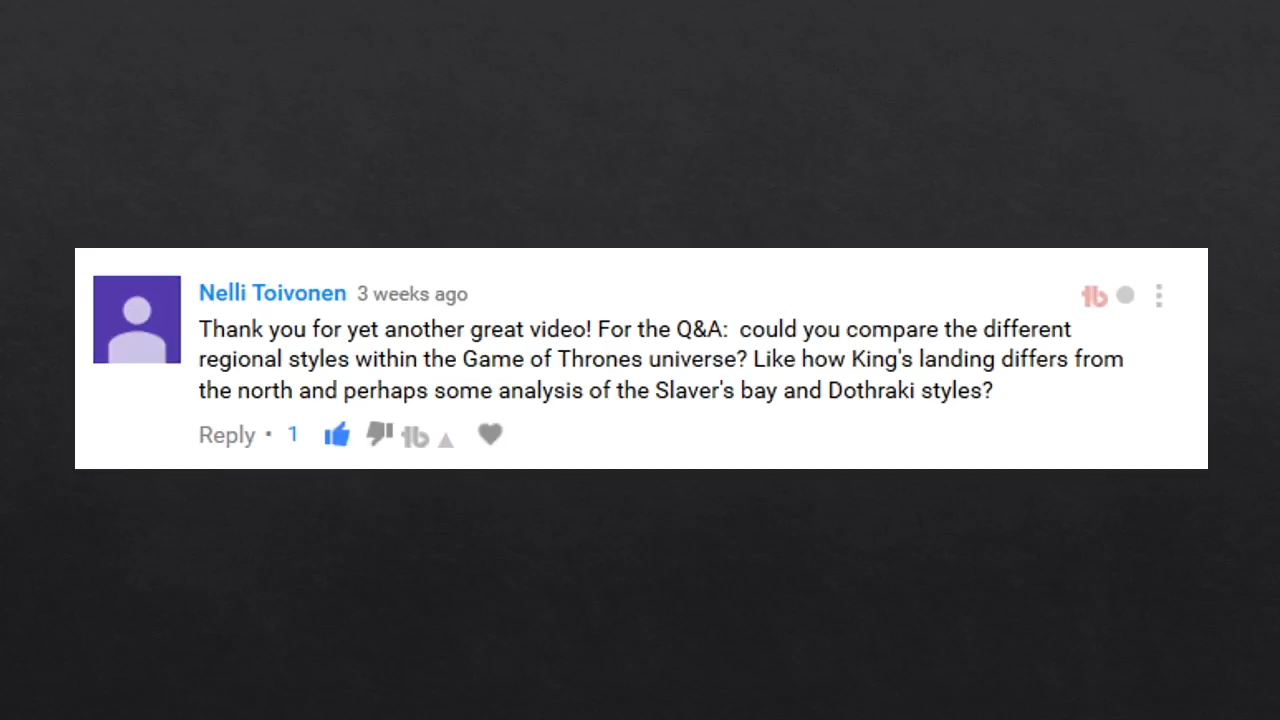 Nelli Toivonen 3 weeks ago
Thank you for yet another great video! For the Q&A:  could you compare the different
regional styles within the Game of Thrones universe? Like how King's landing differs from
the north and perhaps some analysis of the Slaver's bay and Dothraki styles?
Reply • 1